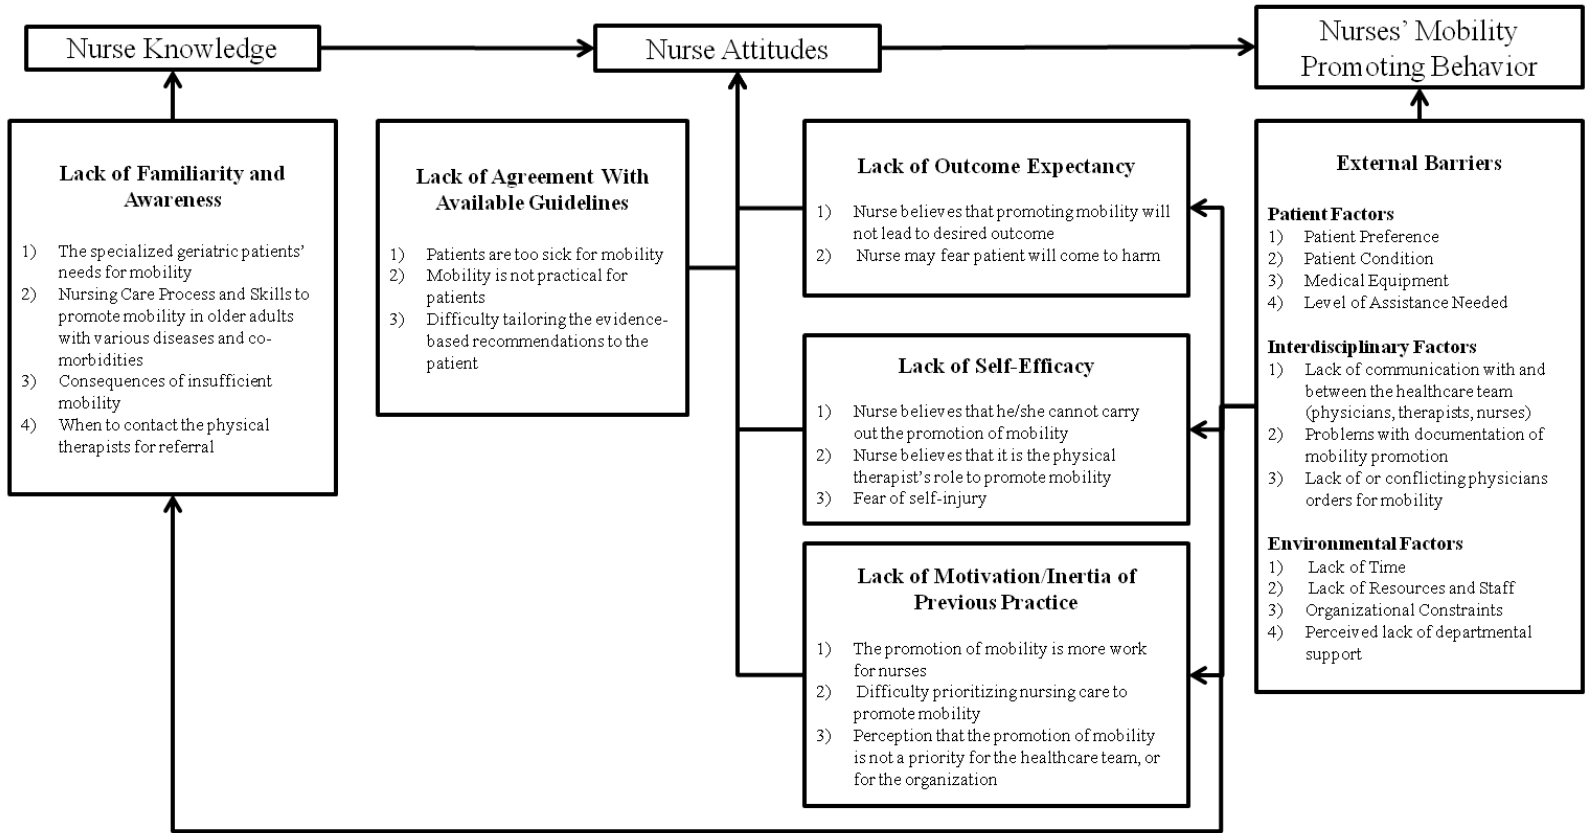 Nurse Knowledge
Nurse Attitudes
Nurses’ Mobility
Promoting Behavior
Lack of Familiarity and
Awareness
1) The specialized geriatric patients’
needs for mobility
2) Nursing Care Process and Skills to
promote mobility in older adults
with various diseases and co-
morbidities
3) Consequences of insufficient
mobility
4) When to contact the physical
therapists for referral
Lack of Agreement With
Available Guidelines
1) Patients are too sick for mobility
2) Mobility is not practical for
patients
3) Difficulty tailoring the evidence-
based recommendations to the
patient
Lack of Outcome Expectancy
1) Nurse believes that promoting mobility will
not lead to desired outcome
2) Nurse may fear patient will come to harm
Lack of Self-Efficacy
1) Nurse believes that he/she cannot carry
out the promotion of mobility
2) Nurse believes that it is the physical
therapist’s role to promote mobility
3) Fear of self-injury
Lack of Motivation/Inertia of
Previous Practice
1) The promotion of mobility is more work
for nurses
2) Difficulty prioritizing nursing care to
promote mobility
3) Perception that the promotion of mobility
is not a priority for the healthcare team, or
for the organization
External Barriers
Patient Factors
1) Patient Preference
2) Patient Condition
3) Medical Equipment
4) Level of Assistance Needed
Interdisciplinary Factors
1) Lack of communication with and
between the healthcare team
(physicians, therapists, nurses)
2) Problems with documentation of
mobility promotion
3) Lack of or conflicting physicians
orders for mobility
Environmental Factors
1) Lack of Time
2) Lack of Resources and Staff
3) Organizational Constraints
4) Perceived lack of departmental
support